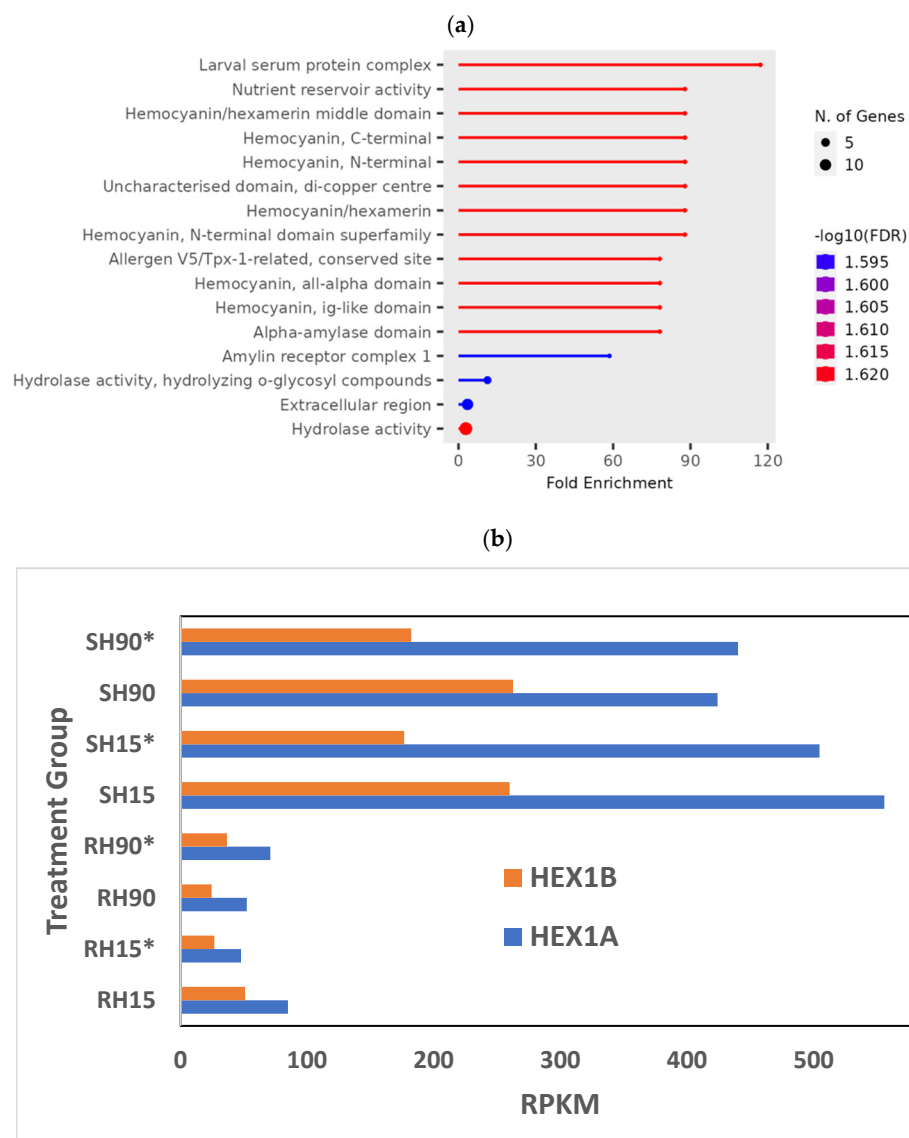 (a)
Larval serum protein complex
Nutrient reservoir activity
Hemocyanin/hexamerin middle domain
Hemocyanin, C-terminal
Hemocyanin, N-terminal
Uncharacterised domain, di-copper centre
Hemocyanin/hexamerin
Hemocyanin, N-terminal domain superfamily
Allergen V5/Tpx-1-related, conserved site
Hemocyanin, all-alpha domain
Hemocyanin, ig-like domain
Alpha-amylase domain
Amylin receptor complex 1
Hydrolase activity, hydrolyzing o-glycosyl compounds
Extracellular region
Hydrolase activity
0 30 60 90 120
Fold Enrichment
N. of Genes
5
10
-log10(FDR)
1.595
1.600
1.605
1.610
1.615
1.620
(b)
Treatment Group
SH90*
SH90
SH15*
SH15
RH90*
RH90
RH15*
RH15
HEX1B
HEX1A
0 100 200 300 400 500
RPKM